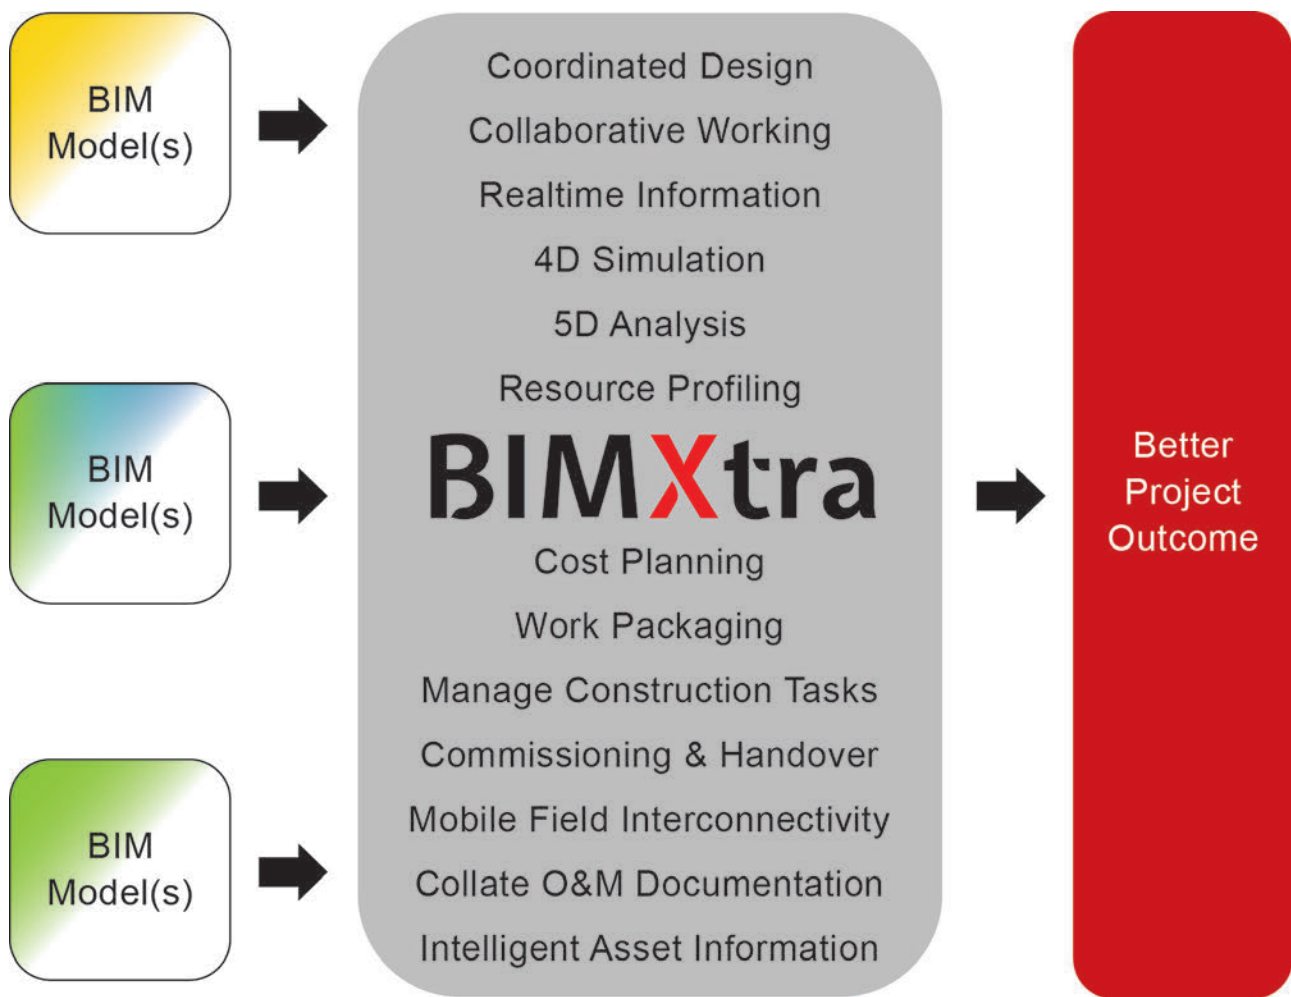 BIM
Model(s)
BIM
Model(s)
BIM
Model(s)
Coordinated Design
Collaborative Working
Realtime Information
4D Simulation
5D Analysis
Resource Profiling
BIMXtra
Cost Planning
Work Packaging
Manage Construction Tasks
Commissioning & Handover
Mobile Field Interconnectivity
Collate O&M Documentation
Intelligent Asset Information
Better
Project
Outcome